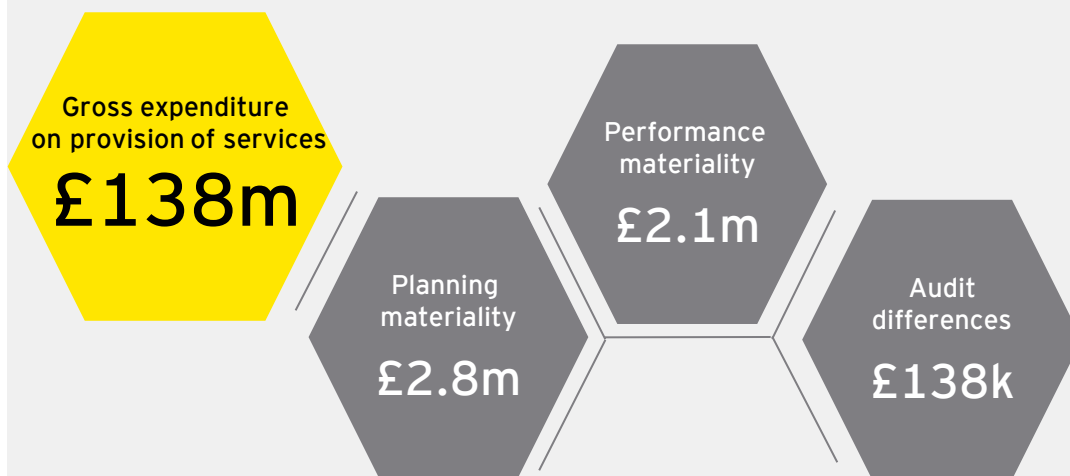 Gross expenditure
on provision of services
£138m
Planning
materiality
£2.8m
Performance
materiality
£2.1m
Audit
differences
£138k